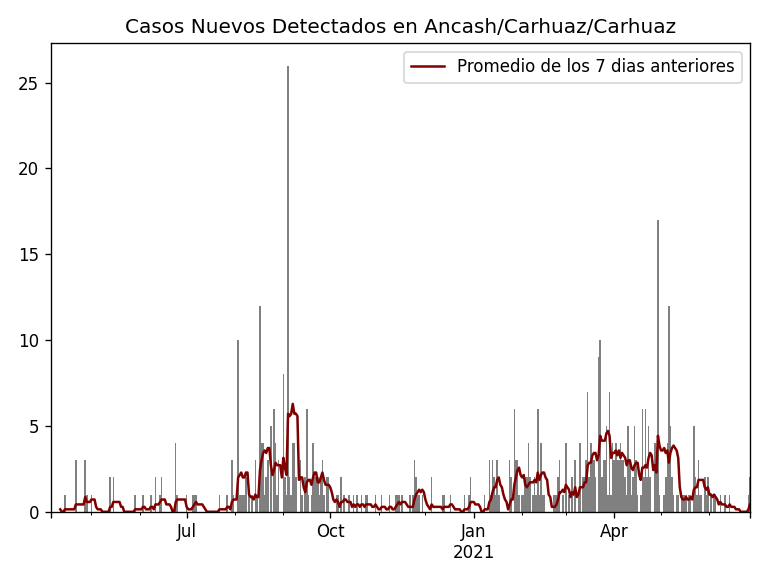 Casos Nuevos Detectados en Ancash/Carhuaz/Carhuaz
Promedio de los 7 dias anteriores
25
20
15
10
5
0
Jul
Oct
Jan
2021
Apr